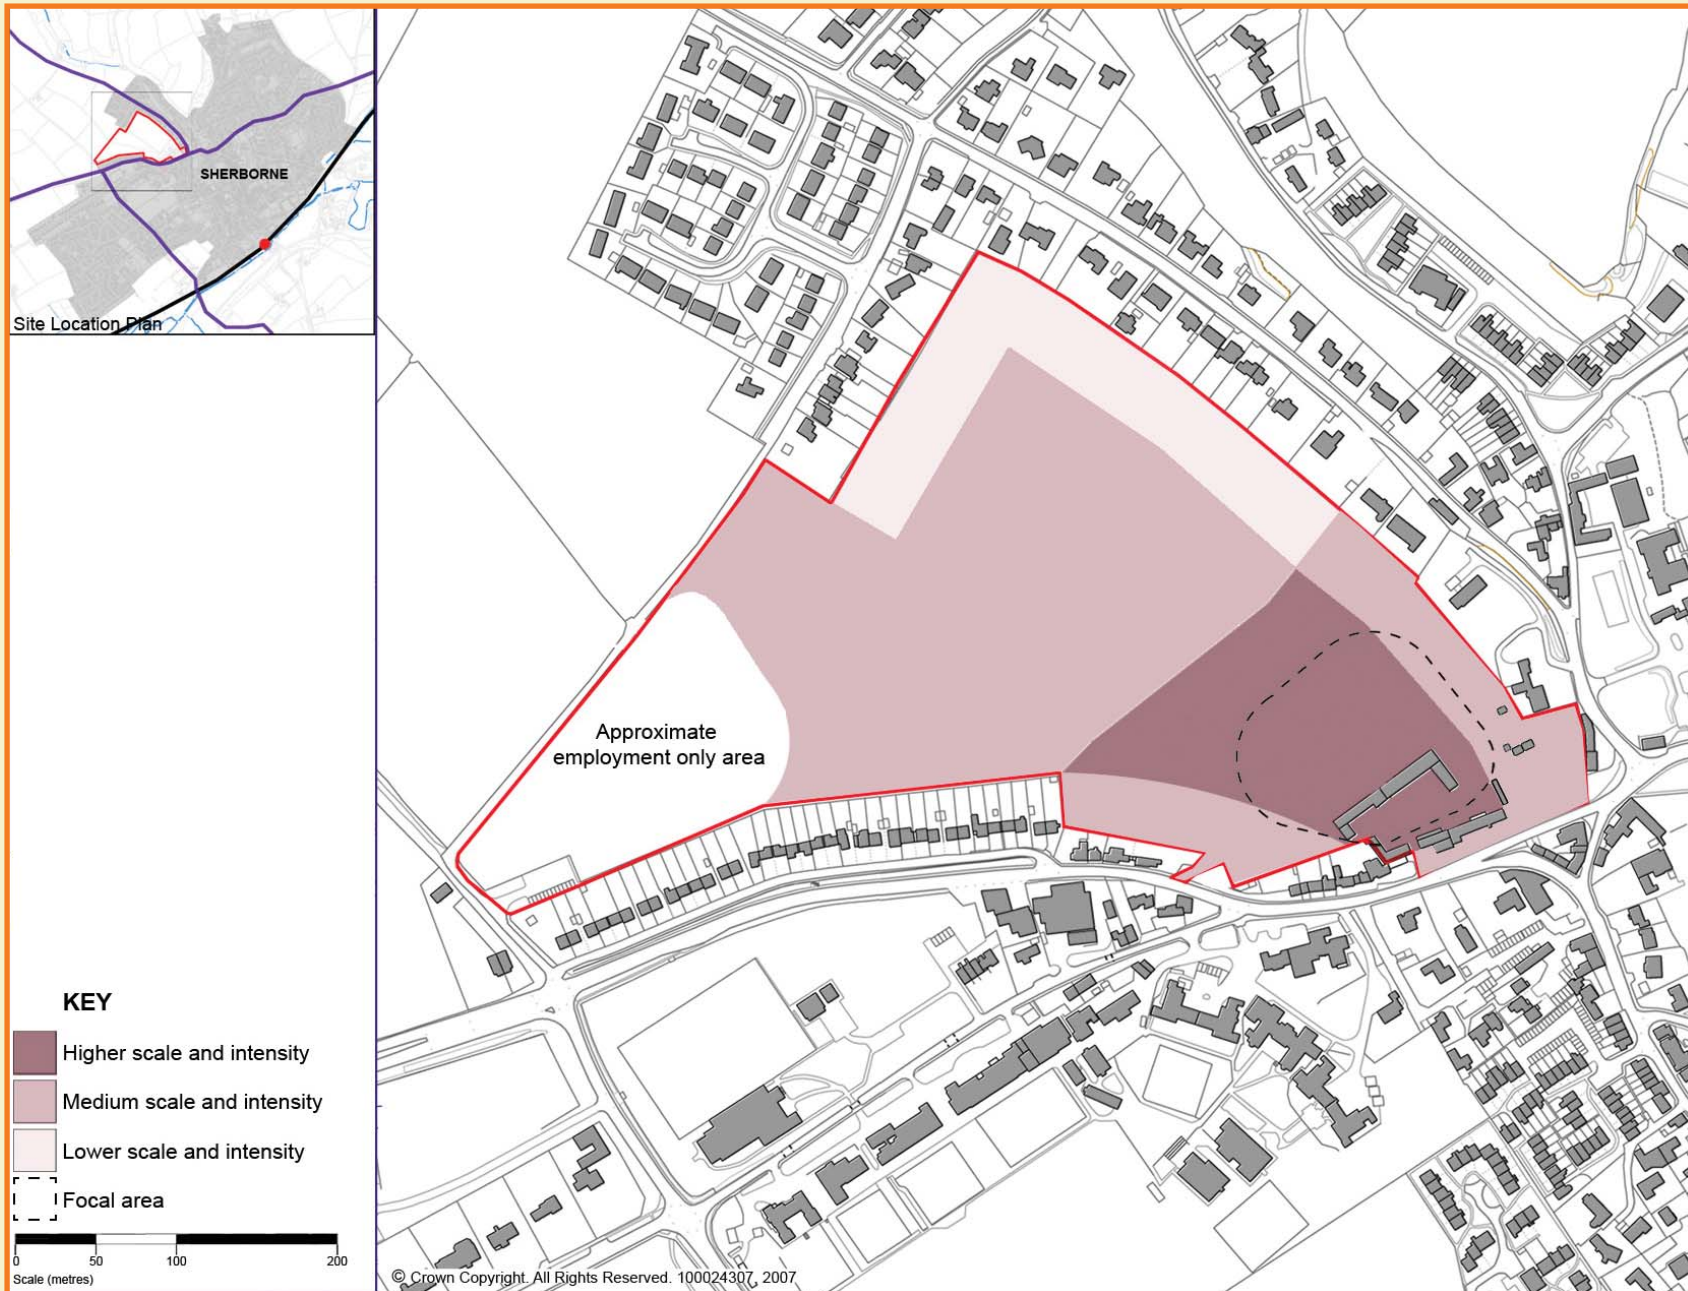 SHERBORNE
Site Location Plan
Approximate
employment only area
KEY
Higher scale and intensity
Medium scale and intensity
Lower scale and intensity
Focal area
0 50 100 200
Scale (metres)
© Crown Copyright. All Rights Reserved. 100024307, 2007